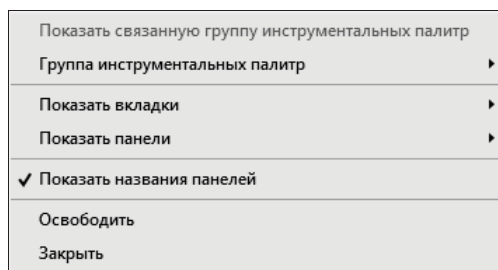 Показать связанную группу инструментальных палитр
Группа инструментальных палитр
Показать вкладки
Показать панели
Показать названия панелей
Освободить
Закрыть